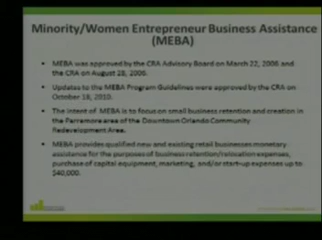 Minority/Women Entrepreneur Business Assistance
(MEBA)
• MEBA was approved by the CRA Advisory Board on March 22, 2006 and
the CRA on August 28, 2006.
• Updates to the MEBA Program Guidelines were approved by the CRA on
October 18, 2010.
• The intent of MEBA is to focus on small business retention and creation in
the Parramore area of the Downtown Orlando Community
Redevelopment Area.
• MEBA provides qualified new and existing retail businesses monetary
assistance for the purposes of business retention/relocation expenses,
purchase of capital equipment, marketing, and/or start-up expenses up to
$40,000.